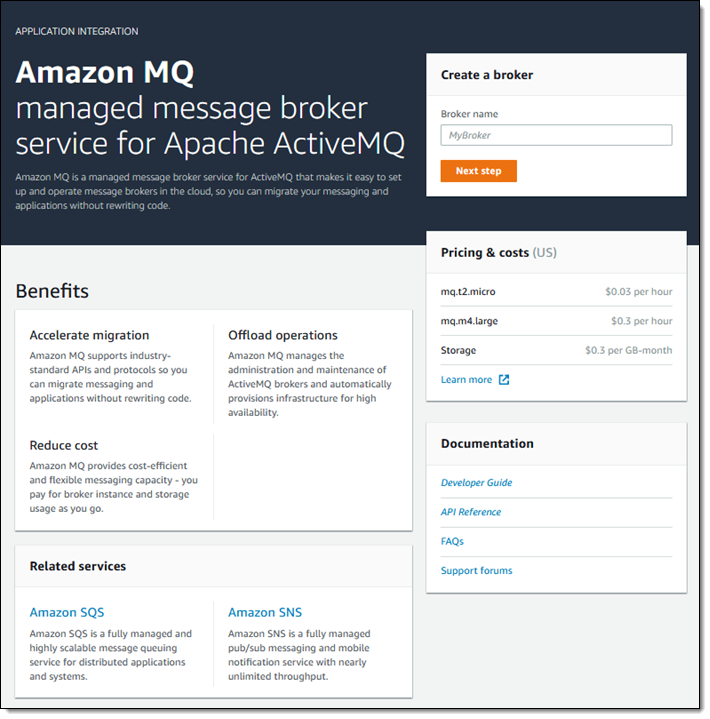 APPLICATION INTEGRATION
Amazon MQ
managed message broker
service for Apache ActiveMQ
Amazon MQ is a managed message broker service for ActiveMQ that makes it easy to set
up and operate message brokers in the cloud, so you can migrate your messaging and
applications without rewriting code.
Create a broker
Broker name
MyBroker
Next step
Pricing & costs (US)
mq.t2.micro $0.03 per hour
mq.m4.large $0.3 per hour
Storage $0.3 per GB-month
Learn more
Benefits
Accelerate migration
Amazon MQ supports industry-
standard APIs and protocols so you
can migrate messaging and
applications without rewriting code.
Offload operations
Amazon MQ manages the
administration and maintenance of
ActiveMQ brokers and automatically
provisions infrastructure for high
availability.
Reduce cost
Amazon MQ provides cost-efficient
and flexible messaging capacity - you
pay for broker instance and storage
usage as you go.
Documentation
Developer Guide
API Reference
FAQs
Support forums
Related services
Amazon SQS
Amazon SQS is a fully managed and
highly scalable message queuing
service for distributed applications
and systems.
Amazon SNS
Amazon SNS is a fully managed
pub/sub messaging and mobile
notification service with nearly
unlimited throughput.